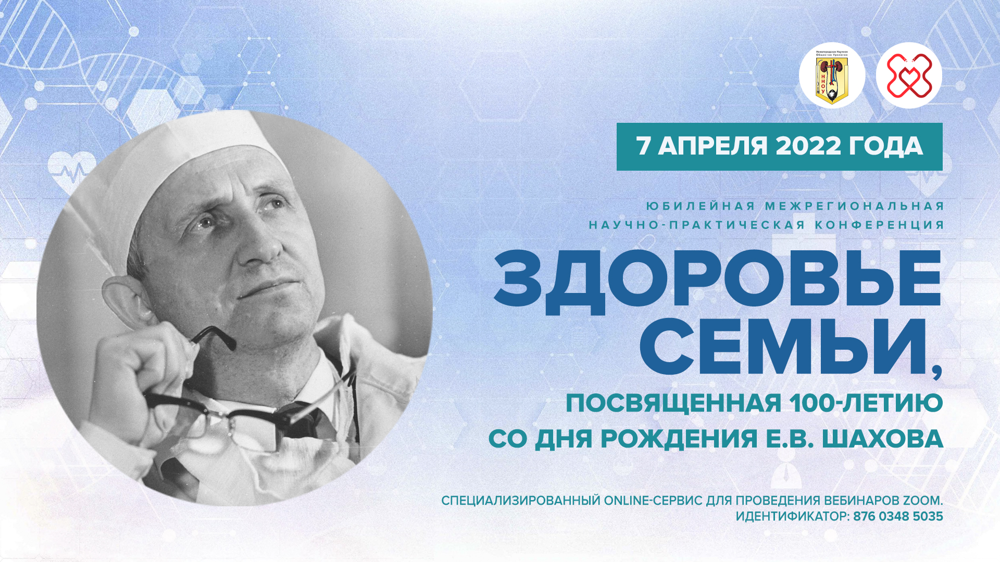 Нижегородское Научное
Общество Урологов
ННОУ
7 АПРЕЛЯ 2022 ГОДА
ЮБИЛЕЙНАЯ МЕЖРЕГИОНАЛЬНАЯ
НАУЧНО-ПРАКТИЧЕСКАЯ КОНФЕРЕНЦИЯ
ЗДОРОВЬЕ
СЕМЬИ,
ПОСВЯЩЕННАЯ 100-ЛЕТИЮ
СО ДНЯ РОЖДЕНИЯ Е.В. ШАХОВА
СПЕЦИАЛИЗИРОВАННЫЙ ONLINE-СЕРВИС ДЛЯ ПРОВЕДЕНИЯ ВЕБИНАРОВ ZOOM.
ИДЕНТИФИКАТОР: 876 0348 5035